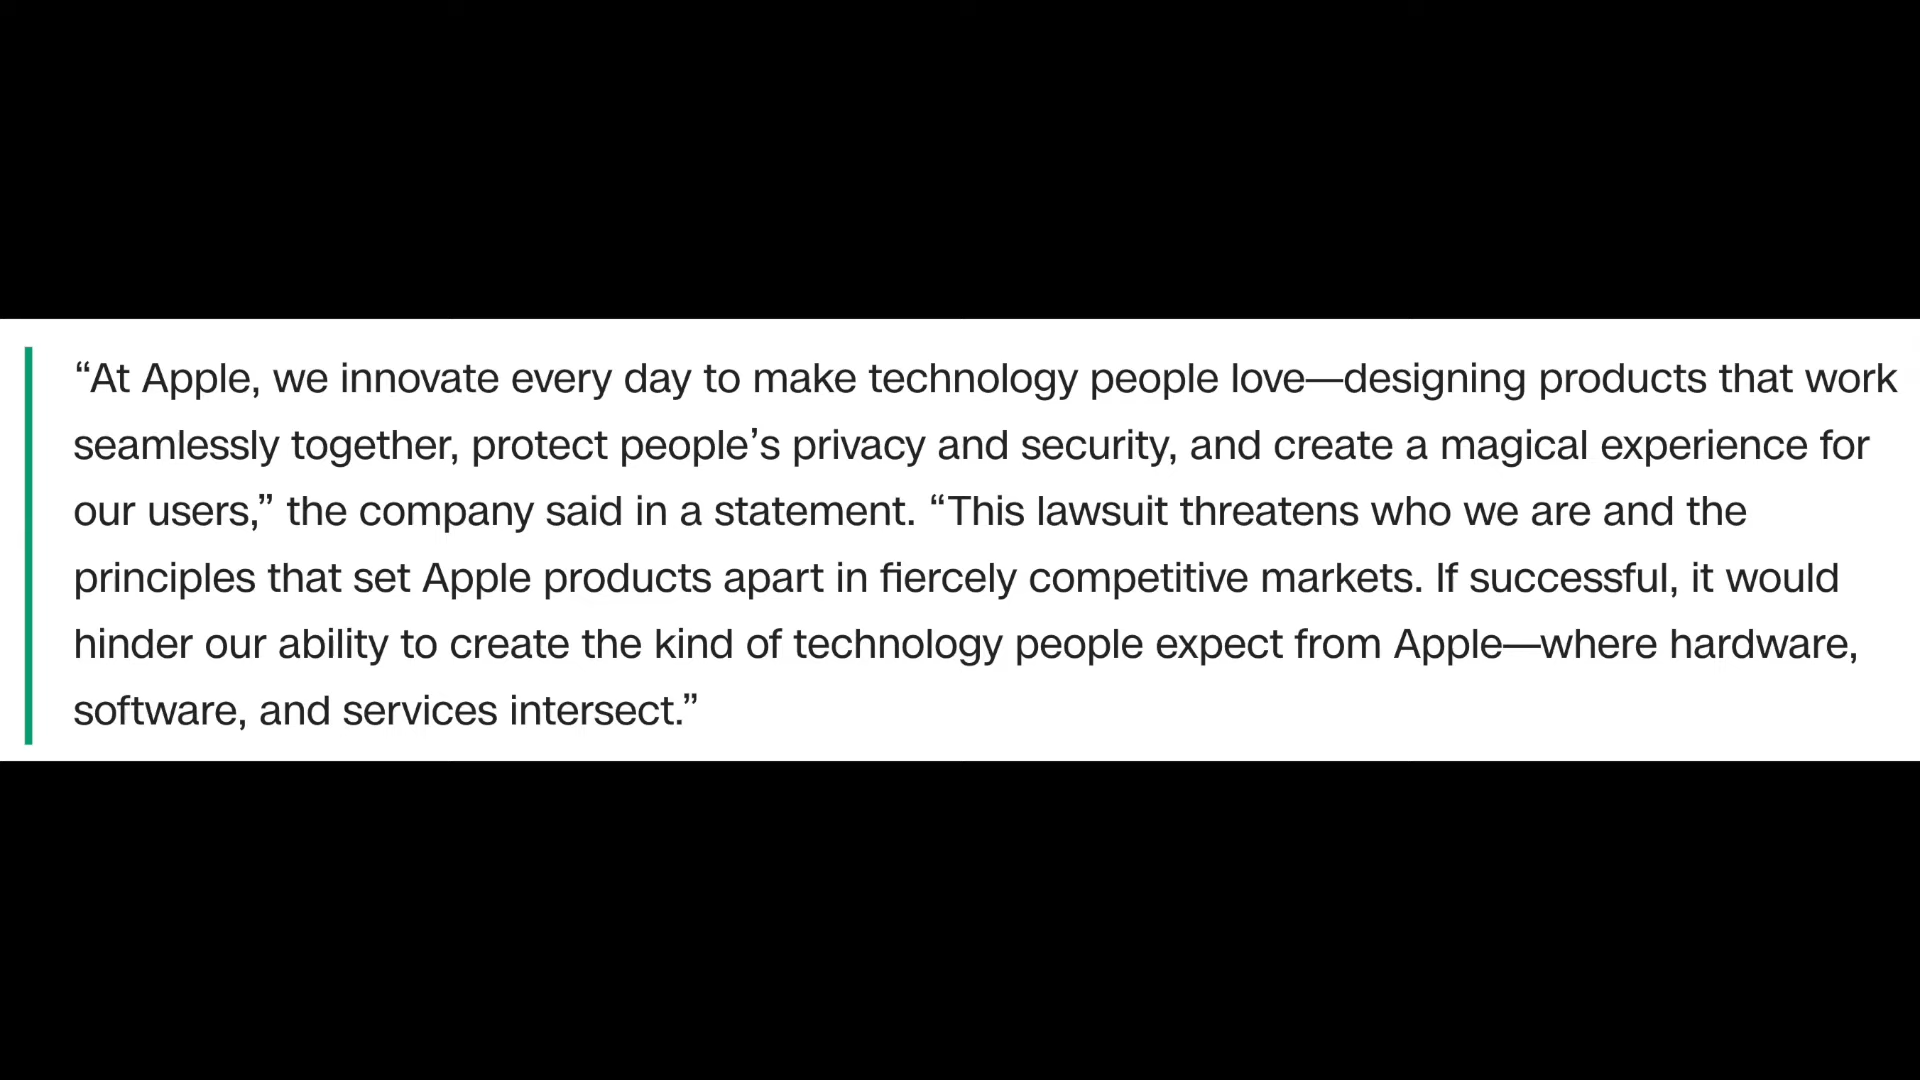 “At Apple, we innovate every day to make technology people love—designing products that work
seamlessly together, protect people’s privacy and security, and create a magical experience for
our users,” the company said in a statement. “This lawsuit threatens who we are and the
principles that set Apple products apart in fiercely competitive markets. If successful, it would
hinder our ability to create the kind of technology people expect from Apple—where hardware,
software, and services intersect.”